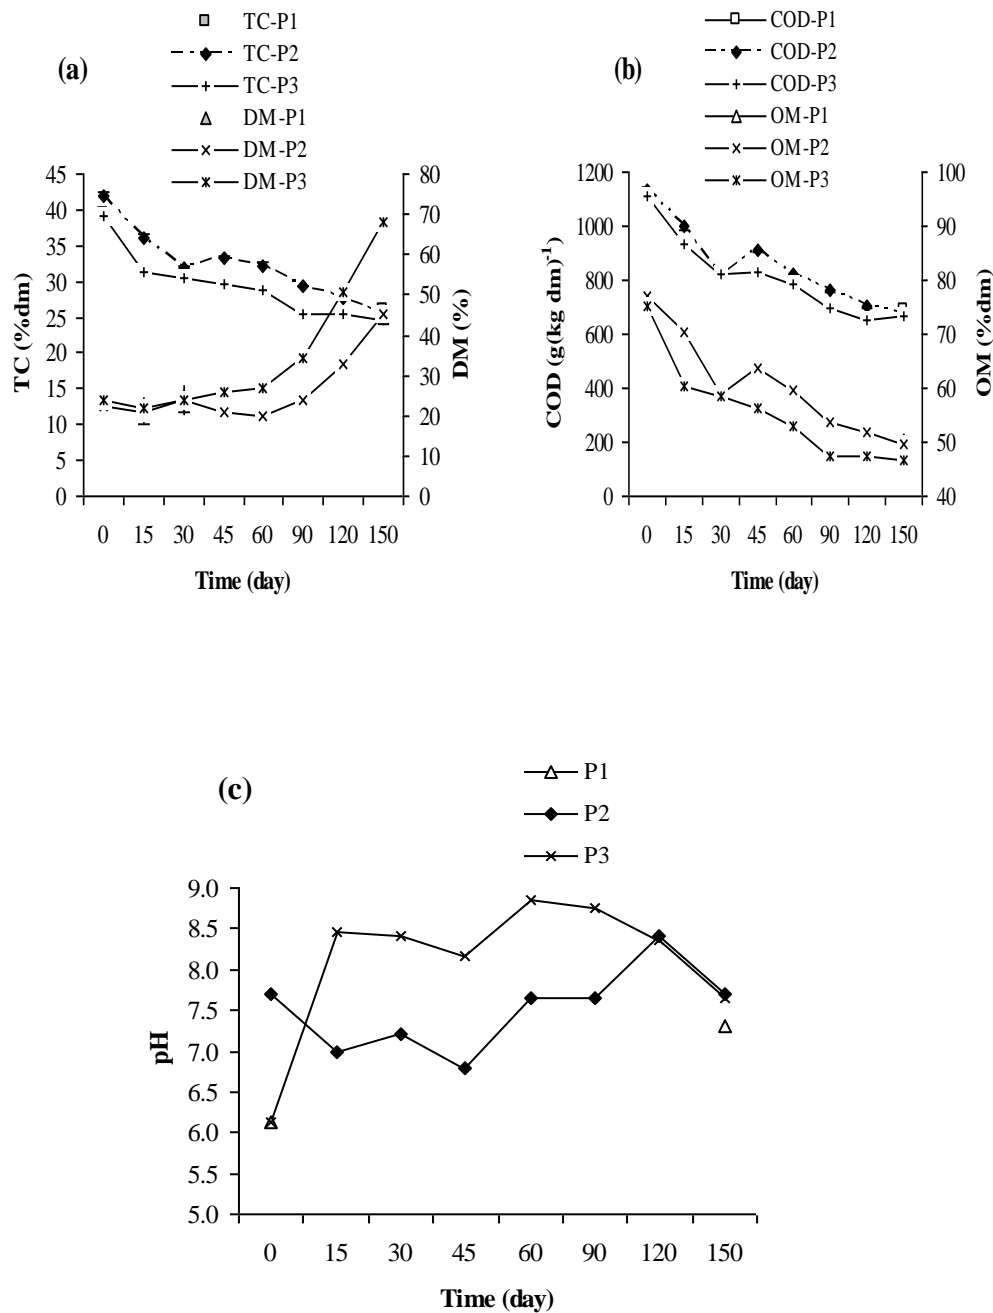 (a)
TC-P1
TC-P2
TC-P3
DM-P1
DM-P2
DM-P3
TC (%dm)
45
40
35
30
25
20
15
10
5
0
DM (%)
80
70
60
50
40
30
20
10
0
0 15 30 45 60 90 120 150
Time (day)
(b)
COD-P1
COD-P2
COD-P3
OM-P1
OM-P2
OM-P3
COD (g(kg dm)-1)
1200
1000
800
600
400
200
0
OM (%dm)
100
90
80
70
60
50
40
0 15 30 45 60 90 120 150
Time (day)
(c)
P1
P2
P3
pH
9.0
8.5
8.0
7.5
7.0
6.5
6.0
5.0
0 15 30 45 60 90 120 150
Time (day)